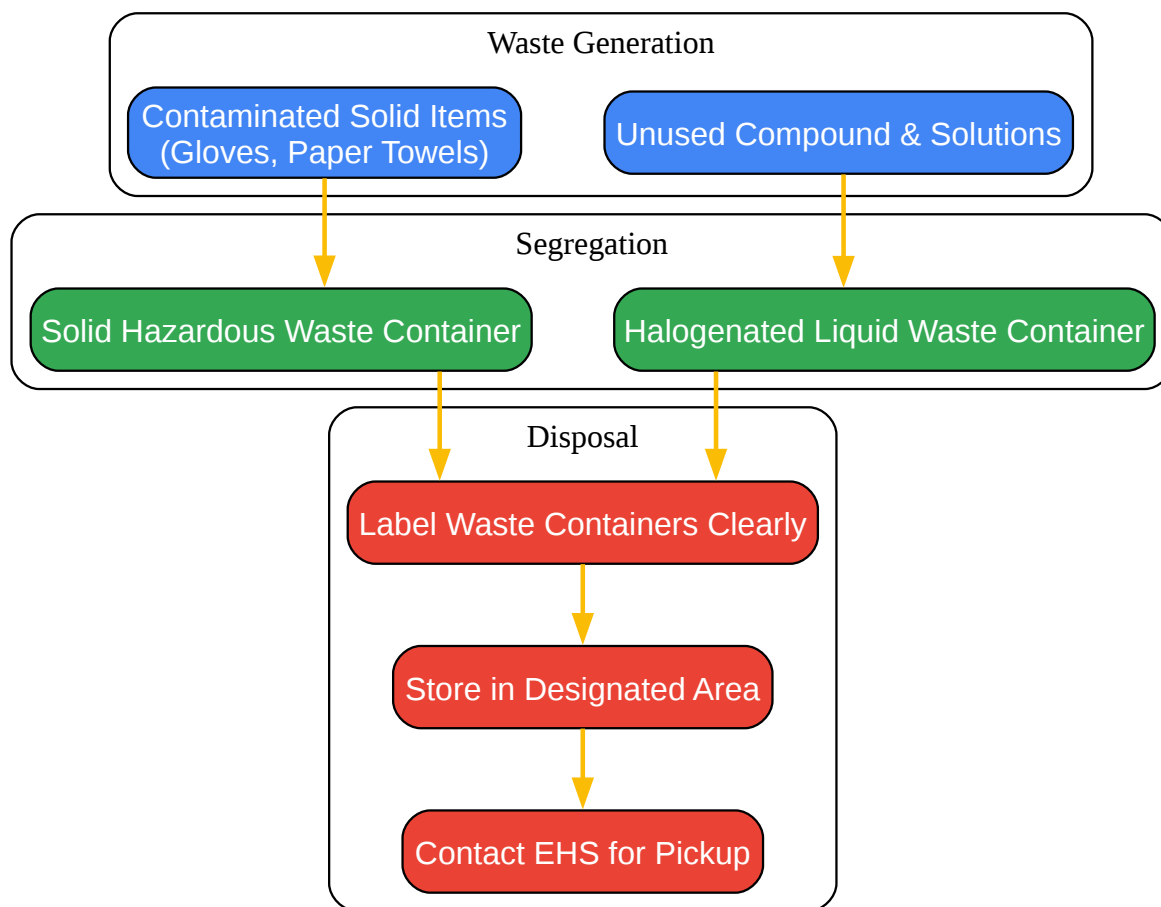 Waste Generation
Contaminated Solid Items
(Gloves, Paper Towels)
Unused Compound & Solutions
Segregation
Solid Hazardous Waste Container
Halogenated Liquid Waste Container
Disposal
Label Waste Containers Clearly
Store in Designated Area
Contact EHS for Pickup